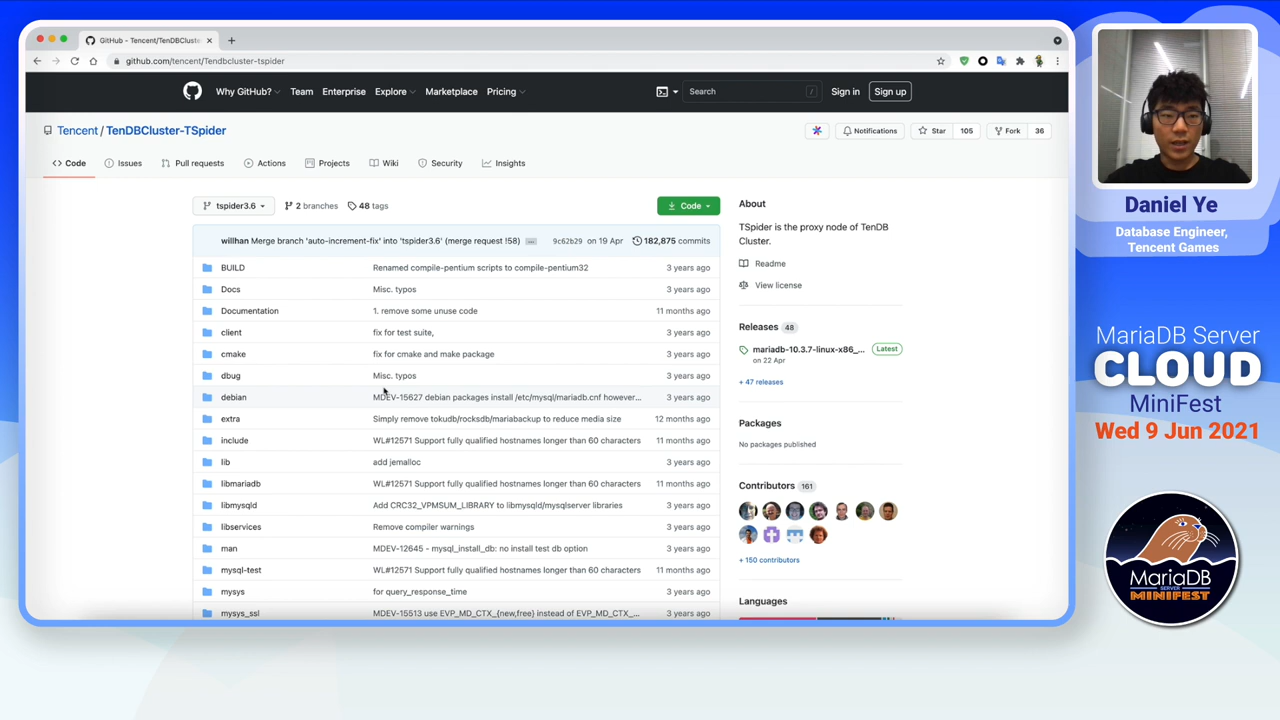 GitHub - Tencent/TenDBCluste
github.com/tencent/Tendbcluster-tspider
Why GitHub?
Team
Enterprise
Explore
Marketplace
Pricing
Search
/
Sign in
Sign up
Tencent / TenDBCluster-TSpider
Notifications
Star
105
Fork
36
Code
Issues
Pull requests
Actions
Projects
Wiki
Security
Insights
tspider3.6
2 branches
48 tags
Code
willhan Merge branch 'auto-increment-fix' into 'tspider3.6' (merge request !58) ...
9c62b29 on 19 Apr
182,875 commits
BUILD Renamed compile-pentium scripts to compile-pentium32 3 years ago
Docs Misc. typos 3 years ago
Documentation 1. remove some unuse code 11 months ago
client fix for test suite, 3 years ago
cmake fix for cmake and make package 3 years ago
dbug Misc. typos 3 years ago
debian MDEV-15627 debian packages install /etc/mysql/mariadb.cnf however... 3 years ago
extra Simply remove tokudb/rocksdb/mariabackup to reduce media size 12 months ago
include WL#12571 Support fully qualified hostnames longer than 60 characters 11 months ago
lib add jemalloc 3 years ago
libmariadb WL#12571 Support fully qualified hostnames longer than 60 characters 11 months ago
libmysqld Add CRC32_VPMSUM_LIBRARY to libmysqld/mysqlserver libraries 3 years ago
libservices Remove compiler warnings 3 years ago
man MDEV-12645 - mysql_install_db: no install test db option 3 years ago
mysql-test WL#12571 Support fully qualified hostnames longer than 60 characters 11 months ago
mysys for query_response_time 3 years ago
mysys_ssl MDEV-15513 use EVP_MD_CTX_{new,free} instead of EVP_MD_CTX_... 3 years ago
About
TSpider is the proxy node of TenDB
Cluster.
Readme
View license
Releases 48
mariadb-10.3.7-linux-x86_... Latest
on 22 Apr
+ 47 releases
Packages
No packages published
Contributors 161
+ 150 contributors
Languages
Daniel Ye
Database Engineer,
Tencent Games
MariaDB Server
CLOUD
MiniFest
Wed 9 Jun 2021
MariaDB
SERVER
MINIFEST